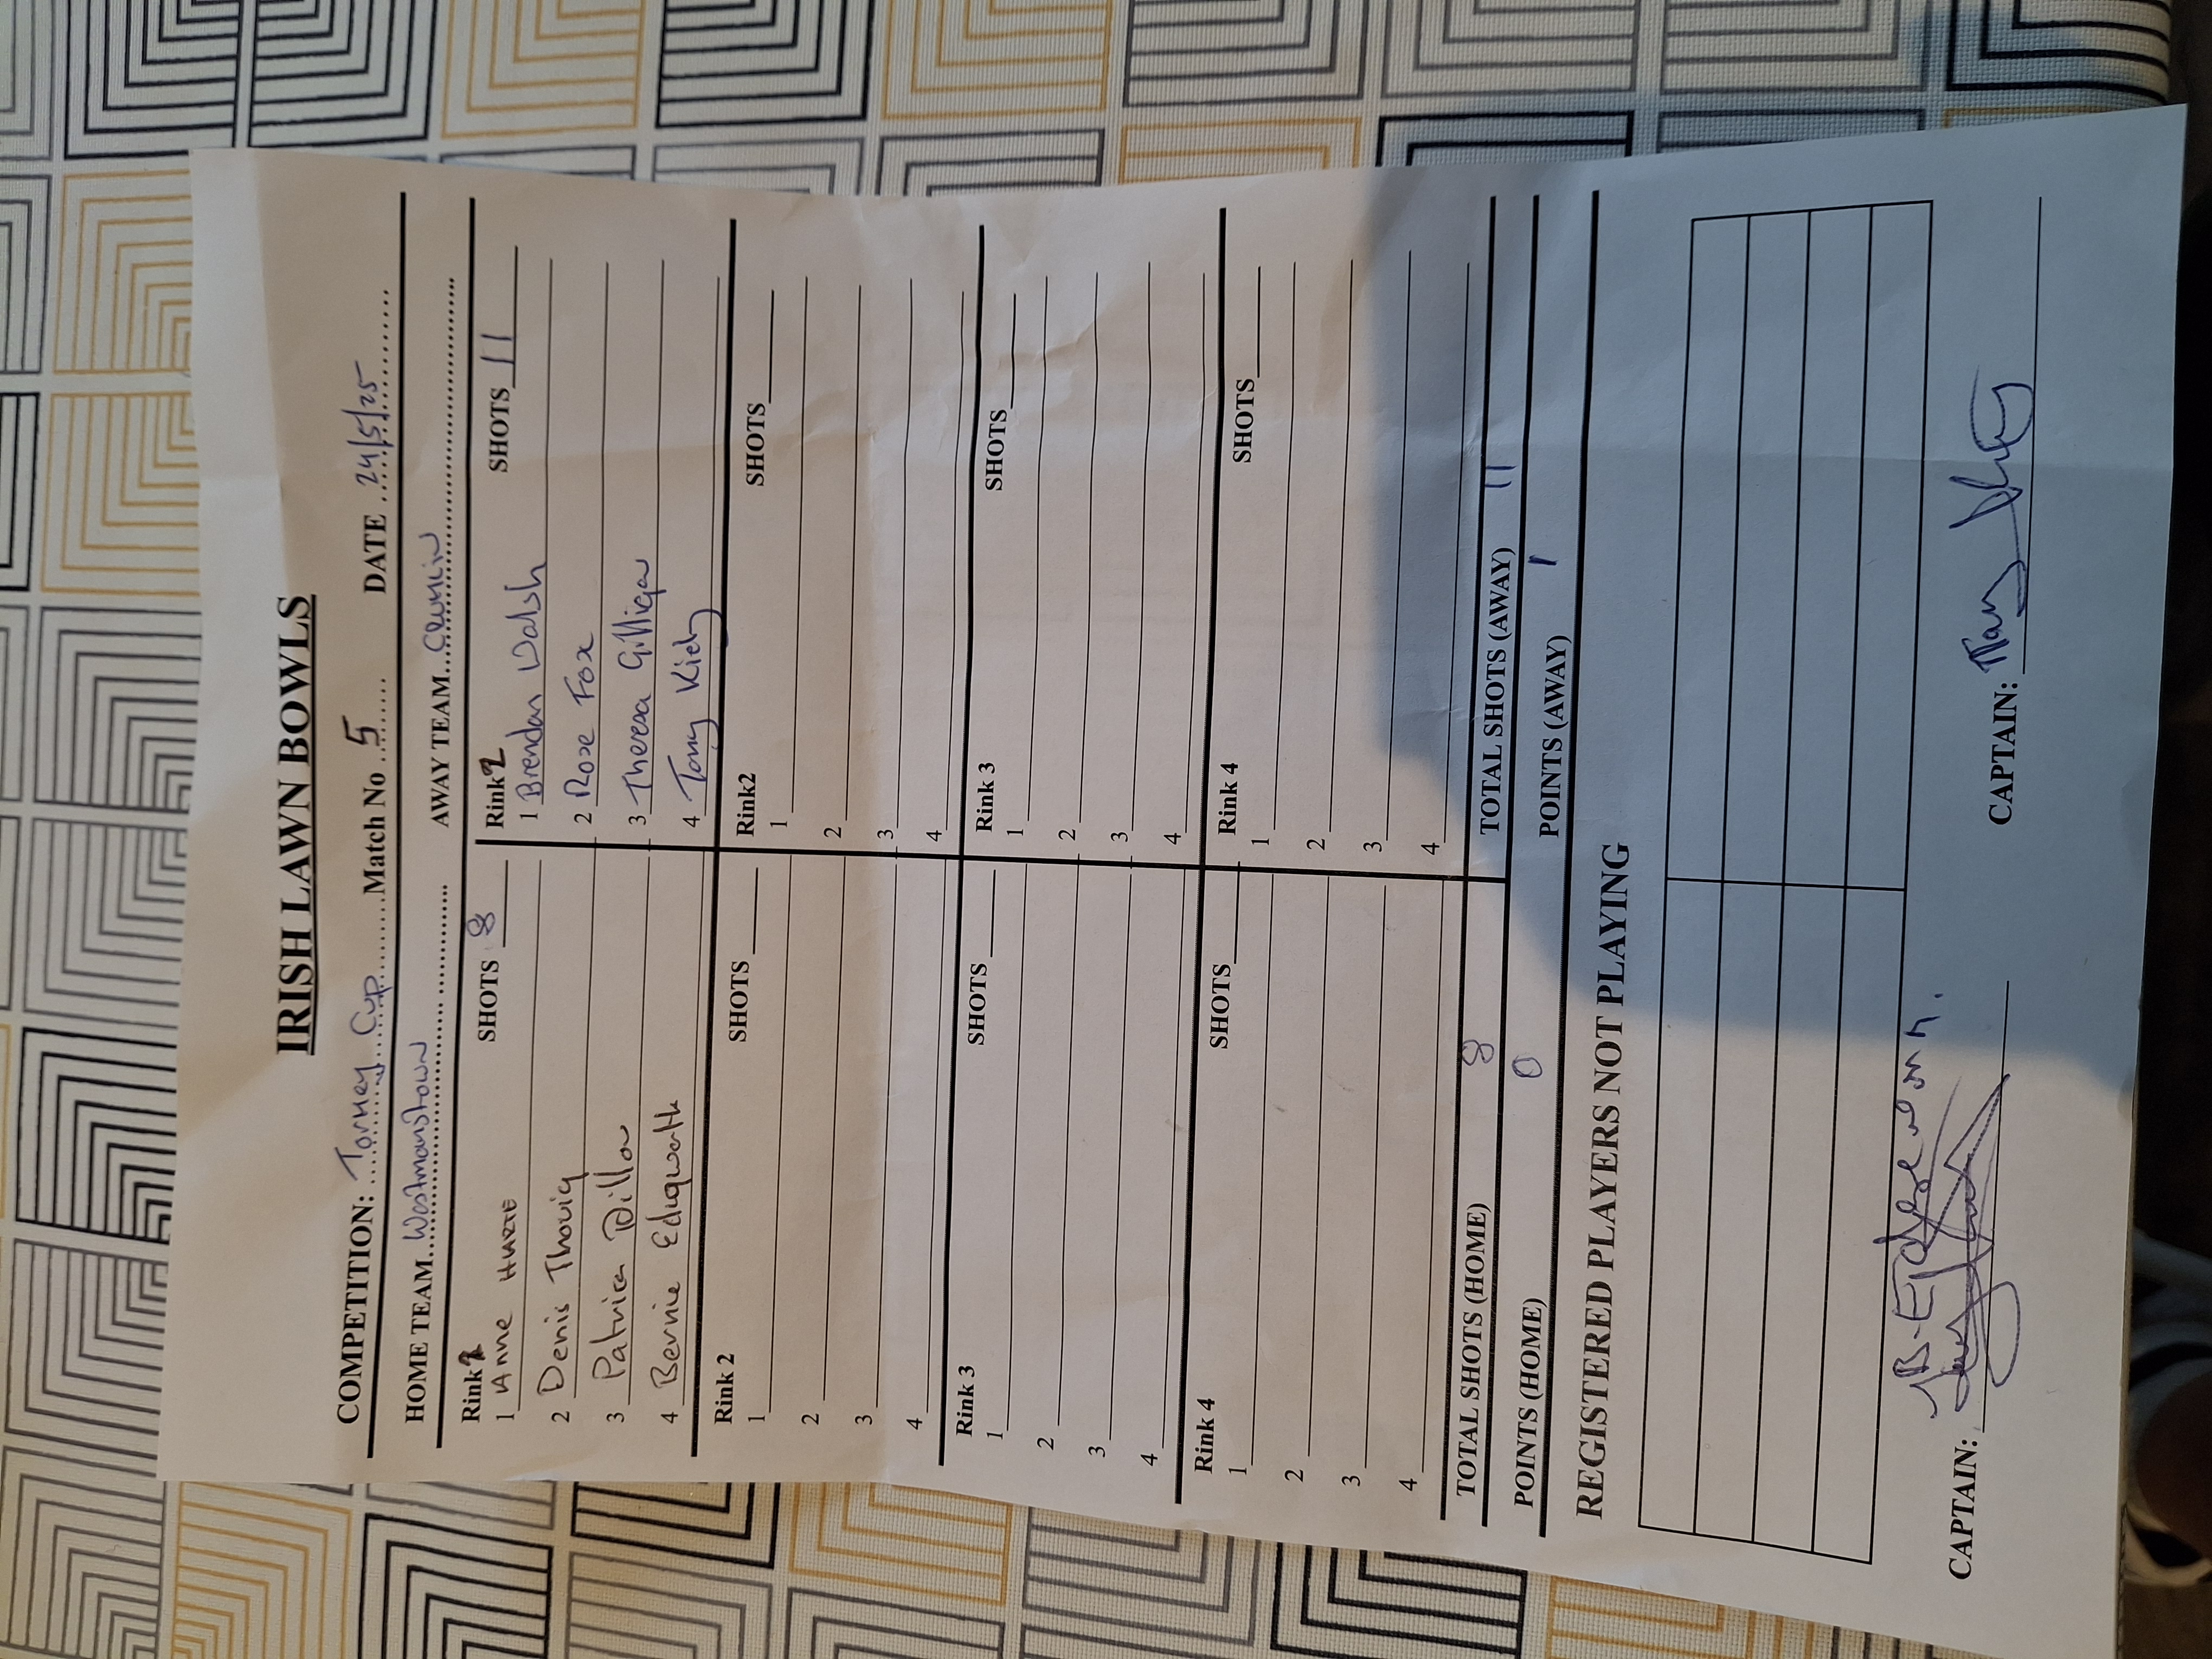 IRISH LAWN BOWLS
COMPETITION: Torney Cup Match No 5 DATE 24/5/25
HOME TEAM Westmanstown AWAY TEAM Crumlin
Rink 2 SHOTS 8
1 Anne
2 Denis
3 Patricia Dillon
4 Bernie
Rink 2 SHOTS 11
1 Brendan Walsh
2 Rose Fox
3 Theresa Gilligan
4 Tony
Rink 2 SHOTS
1
2
3
4
Rink2 SHOTS
1
2
3
4
Rink 3 SHOTS
1
2
3
4
Rink 3 SHOTS
1
2
3
4
Rink 4 SHOTS
1
2
3
4
Rink 4 SHOTS
1
2
3
4
TOTAL SHOTS (HOME) 8 TOTAL SHOTS (AWAY) 11
POINTS (HOME) 0 POINTS (AWAY) 1
REGISTERED PLAYERS NOT PLAYING
CAPTAIN: CAPTAIN: